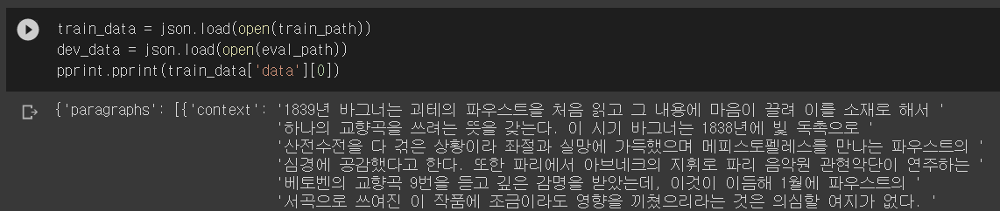 train_data = json.load(open(train_path))
dev_data = json.load(open(eval_path))
pprint.pprint(train_data['data'][0])
{'paragraphs': [{'context': '1839년 바그너는 괴테의 파우스트을 처음 읽고 그 내용에 마음이 끌려 이를 소재로 해서 '
'하나의 교향곡을 쓰려는 뜻을 갖는다. 이 시기 바그너는 1838년에 빛 독촉으로 '
'산전수전을 다 걲은 상황이라 좌절과 실망에 가득했으며 메피스토펠레스를 만나는 파우스트의 '
'심경에 공감했다고 한다. 또한 파리에서 아브네크의 지휘로 파리 음악원 관현악단이 연주하는 '
'베토벤의 교향곡 9번을 듣고 깊은 감명을 받았는데, 이것이 이듬해 1월에 파우스트의 '
'서곡으로 쓰여진 이 작품에 조금이라도 영향을 끼쳤으리라는 것은 의심할 여지가 없다. '